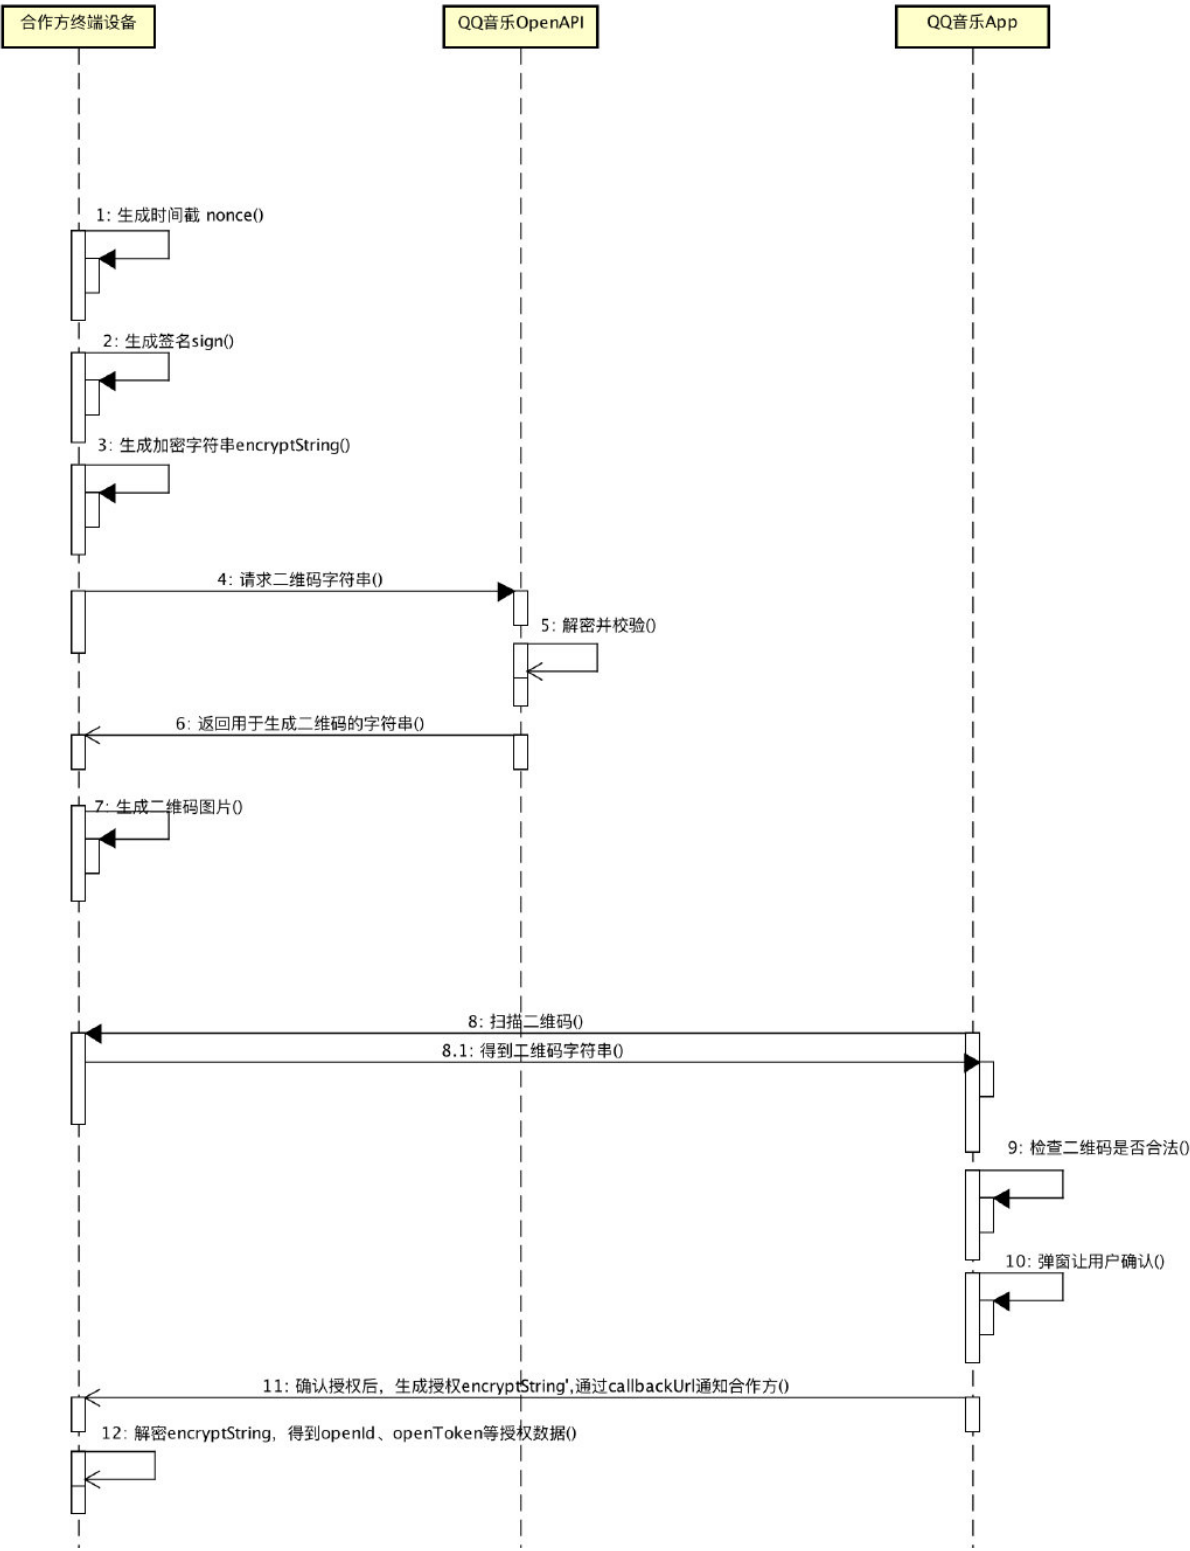 合作方终端设备
QQ音乐OpenAPI
QQ音乐App
1: 生成时间截 nonce()
2: 生成签名sign()
3: 生成加密字符串encryptString()
4: 请求二维码字符串()
5: 解密并校验()
6: 返回用于生成二维码的字符串()
7: 生成二维码图片()
8: 扫描二维码()
8.1: 得到二维码字符串()
9: 检查二维码是否合法()
10: 弹窗让用户确认()
11: 确认授权后，生成授权encryptString',通过callbackUrl通知合作方()
12: 解密encryptString，得到openId、openToken等授权数据()